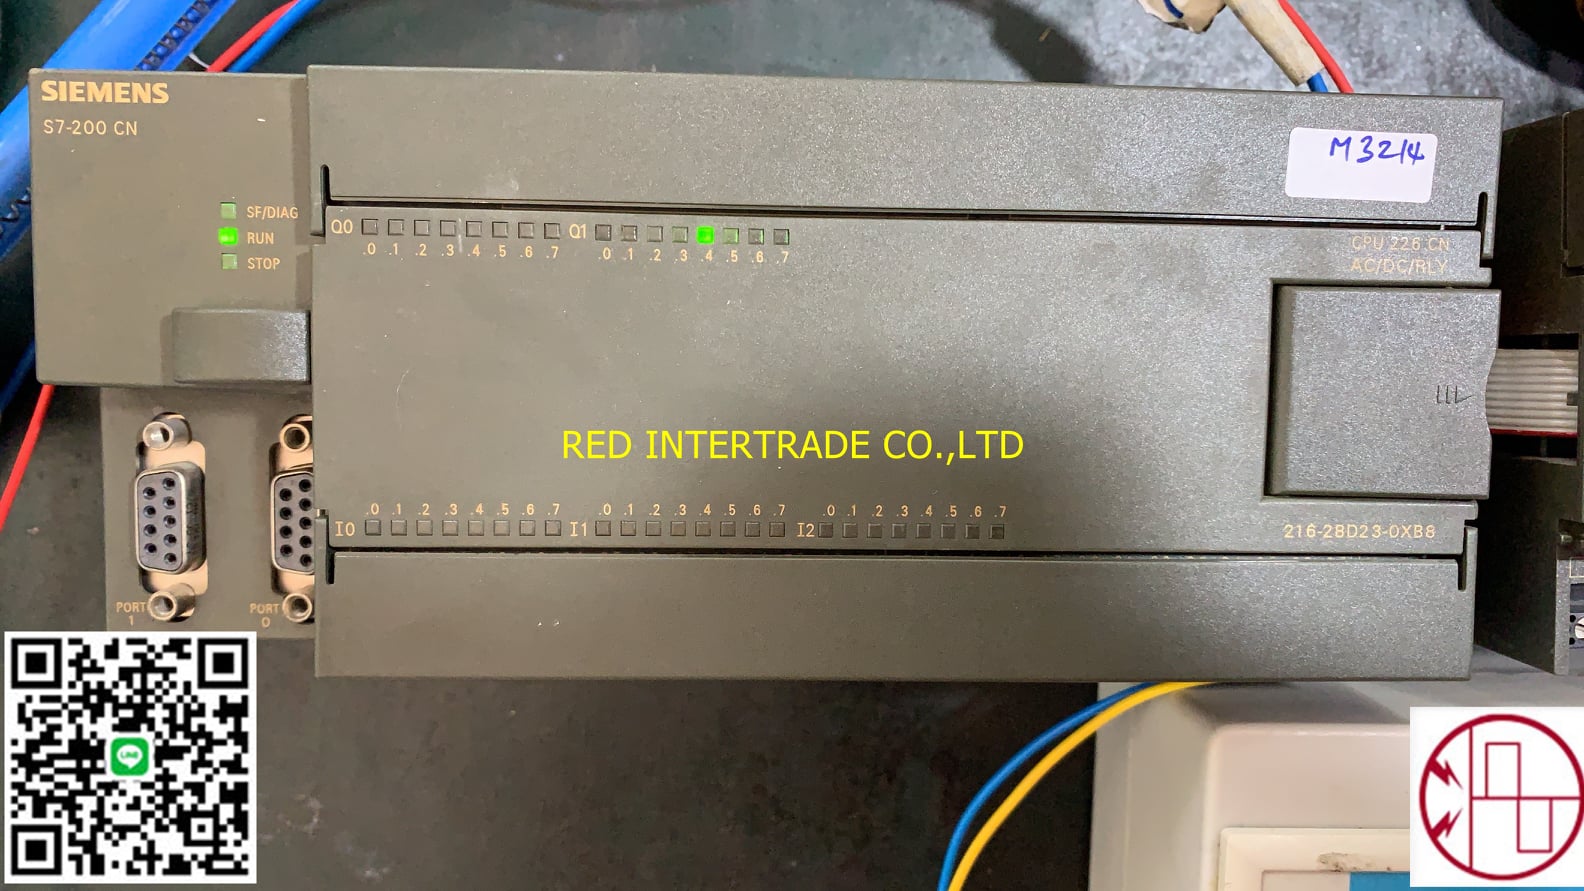 SIEMENS
S7-200 CN
M3214
SF/DIAG
RUN
STOP
Q0
.0 .1 .2 .3 .4 .5 .6 .7
Q1
.0 .1 .2 .3 .4 .5 .6 .7
CPU 226 CN
AC/DC/RLY
RED INTERTRADE CO.,LTD
I0
.0 .1 .2 .3 .4 .5 .6 .7
I1
.0 .1 .2 .3 .4 .5 .6 .7
I2
.0 .1 .2 .3 .4 .5 .6 .7
216-2BD23-0XB8
PORT
1
PORT
0
LINE